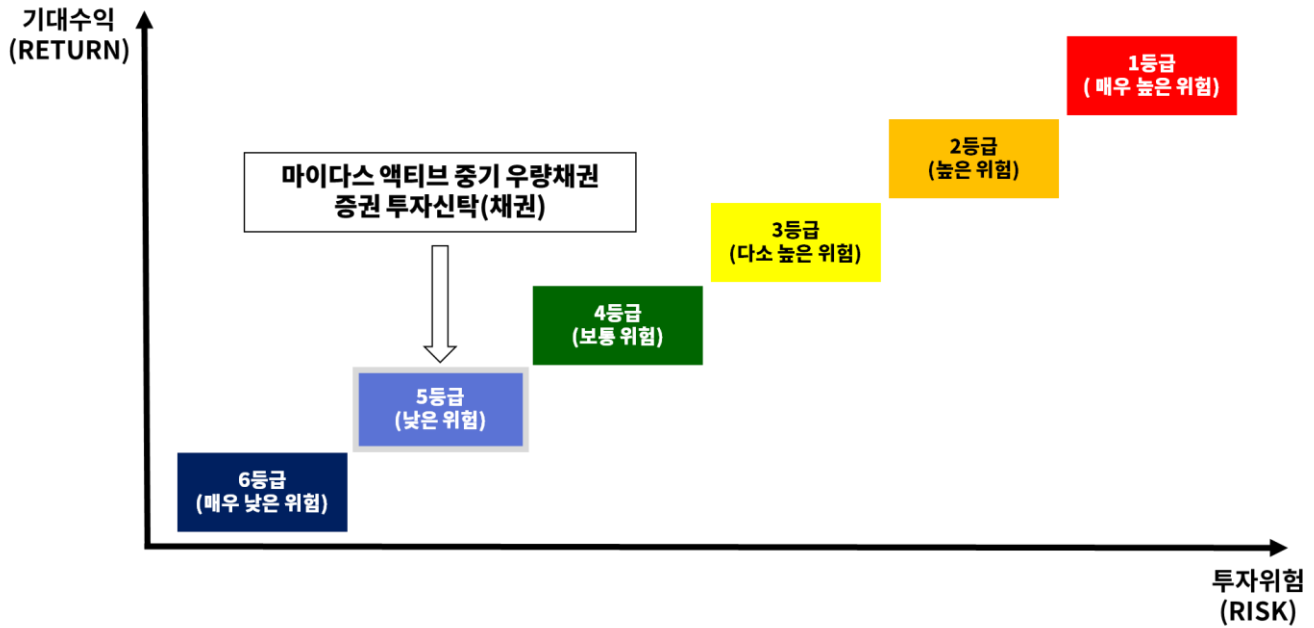 기대수익
(RETURN)
1등급
( 매우 높은 위험)
2등급
(높은 위험)
마이다스 액티브 중기 우량채권
증권 투자신탁(채권)
3등급
(다소 높은 위험)
4등급
(보통 위험)
5등급
(낮은 위험)
6등급
(매우 낮은 위험)
투자위험
(RISK)